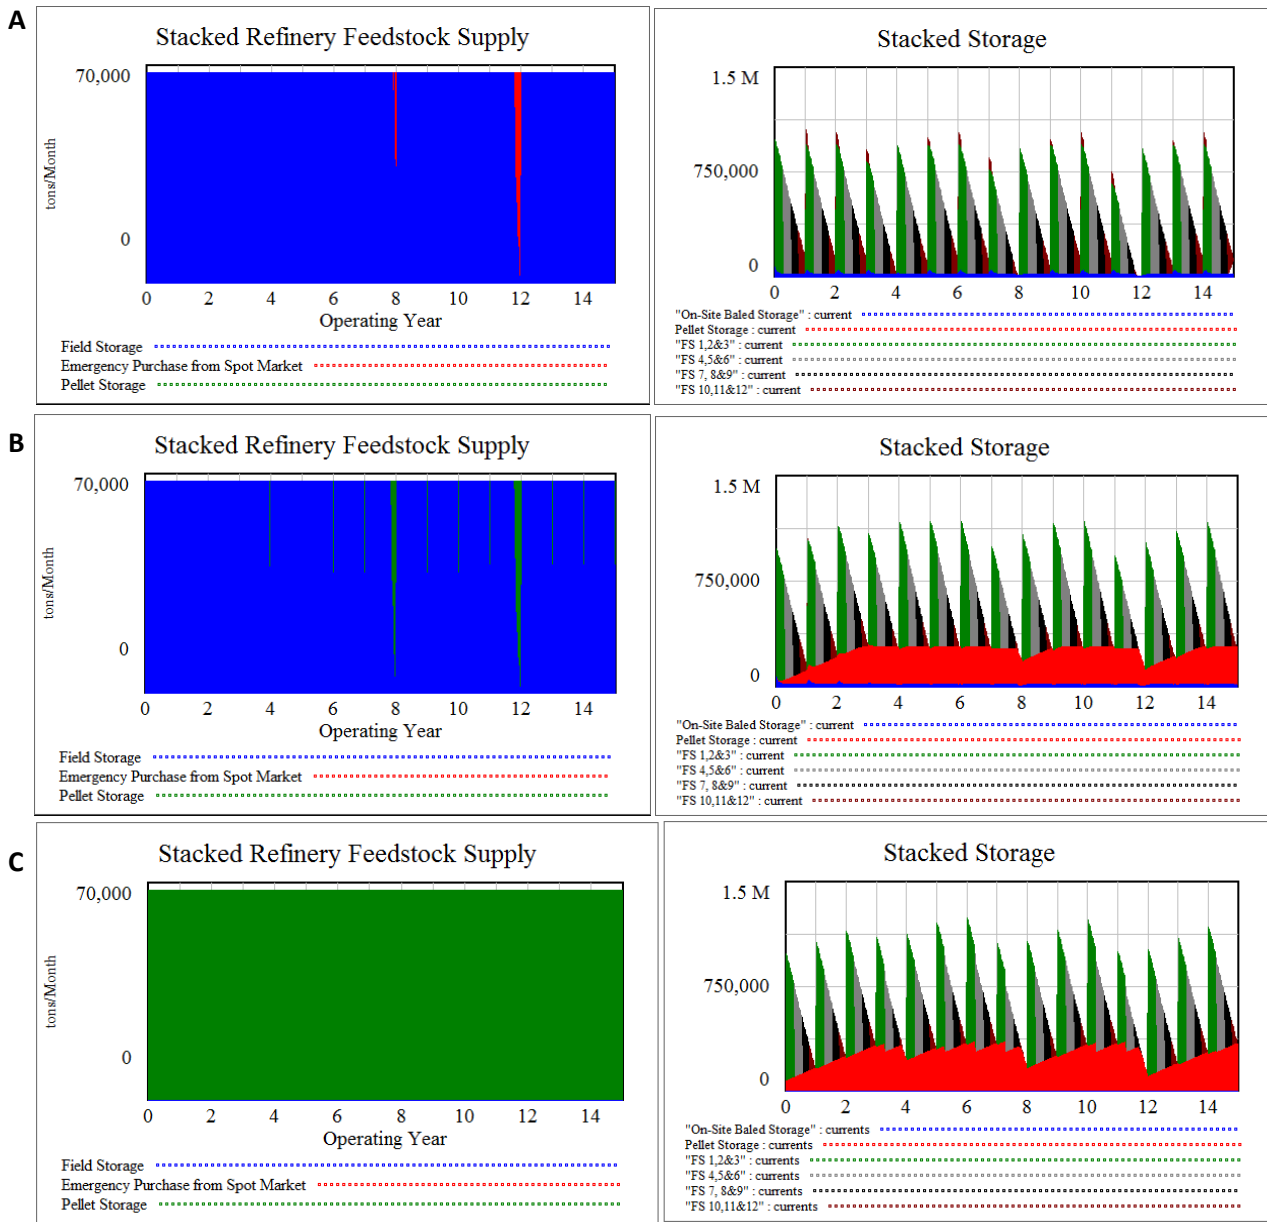 A
Stacked Refinery Feedstock Supply
70,000
tons/Month
0
0 2 4 6 8 10 12 14
Operating Year
Field Storage
Emergency Purchase from Spot Market
Pellet Storage
Stacked Storage
1.5 M
750,000
0
0 2 4 6 8 10 12 14
"On-Site Baled Storage" : current
Pellet Storage : current
"FS 1,2&3" : current
"FS 4,5&6" : current
"FS 7, 8&9" : current
"FS 10,11&12" : current
B
Stacked Refinery Feedstock Supply
70,000
tons/Month
0
0 2 4 6 8 10 12 14
Operating Year
Field Storage
Emergency Purchase from Spot Market
Pellet Storage
Stacked Storage
1.5 M
750,000
0
0 2 4 6 8 10 12 14
"On-Site Baled Storage" : current
Pellet Storage : current
"FS 1,2&3" : current
"FS 4,5&6" : current
"FS 7, 8&9" : current
"FS 10,11&12" : current
C
Stacked Refinery Feedstock Supply
70,000
tons/Month
0
0 2 4 6 8 10 12 14
Operating Year
Field Storage
Emergency Purchase from Spot Market
Pellet Storage
Stacked Storage
1.5 M
750,000
0
0 2 4 6 8 10 12 14
"On-Site Baled Storage" : currents
Pellet Storage : currents
"FS 1,2&3" : currents
"FS 4,5&6" : currents
"FS 7, 8&9" : currents
"FS 10,11&12" : currents